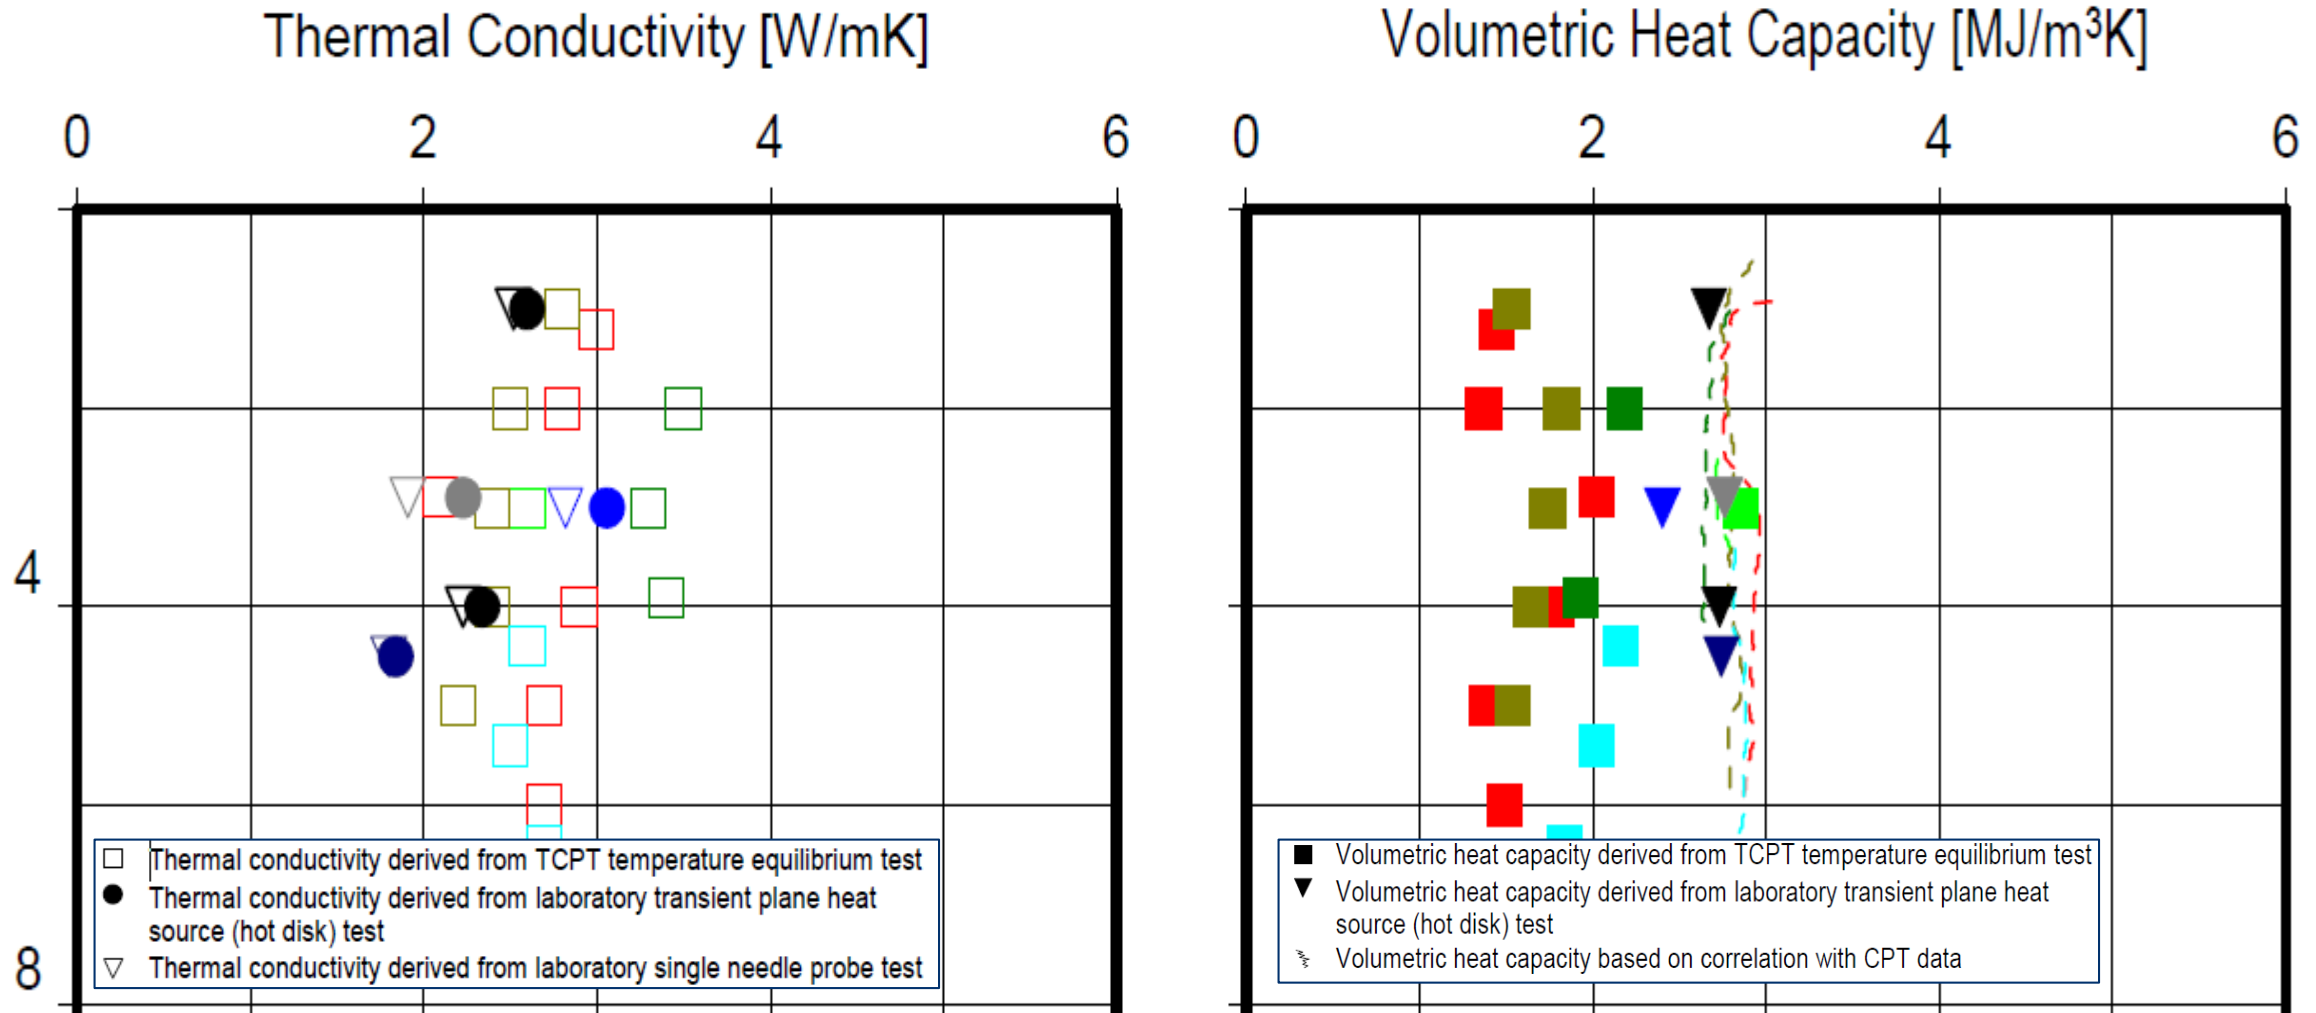 Thermal Conductivity [W/mK]
Volumetric Heat Capacity [MJ/m³K]
0 2 4 6
0 2 4 6
4
8
Thermal conductivity derived from TCPT temperature equilibrium test
Thermal conductivity derived from laboratory transient plane heat
source (hot disk) test
Thermal conductivity derived from laboratory single needle probe test
Volumetric heat capacity derived from TCPT temperature equilibrium test
Volumetric heat capacity derived from laboratory transient plane heat
source (hot disk) test
Volumetric heat capacity based on correlation with CPT data